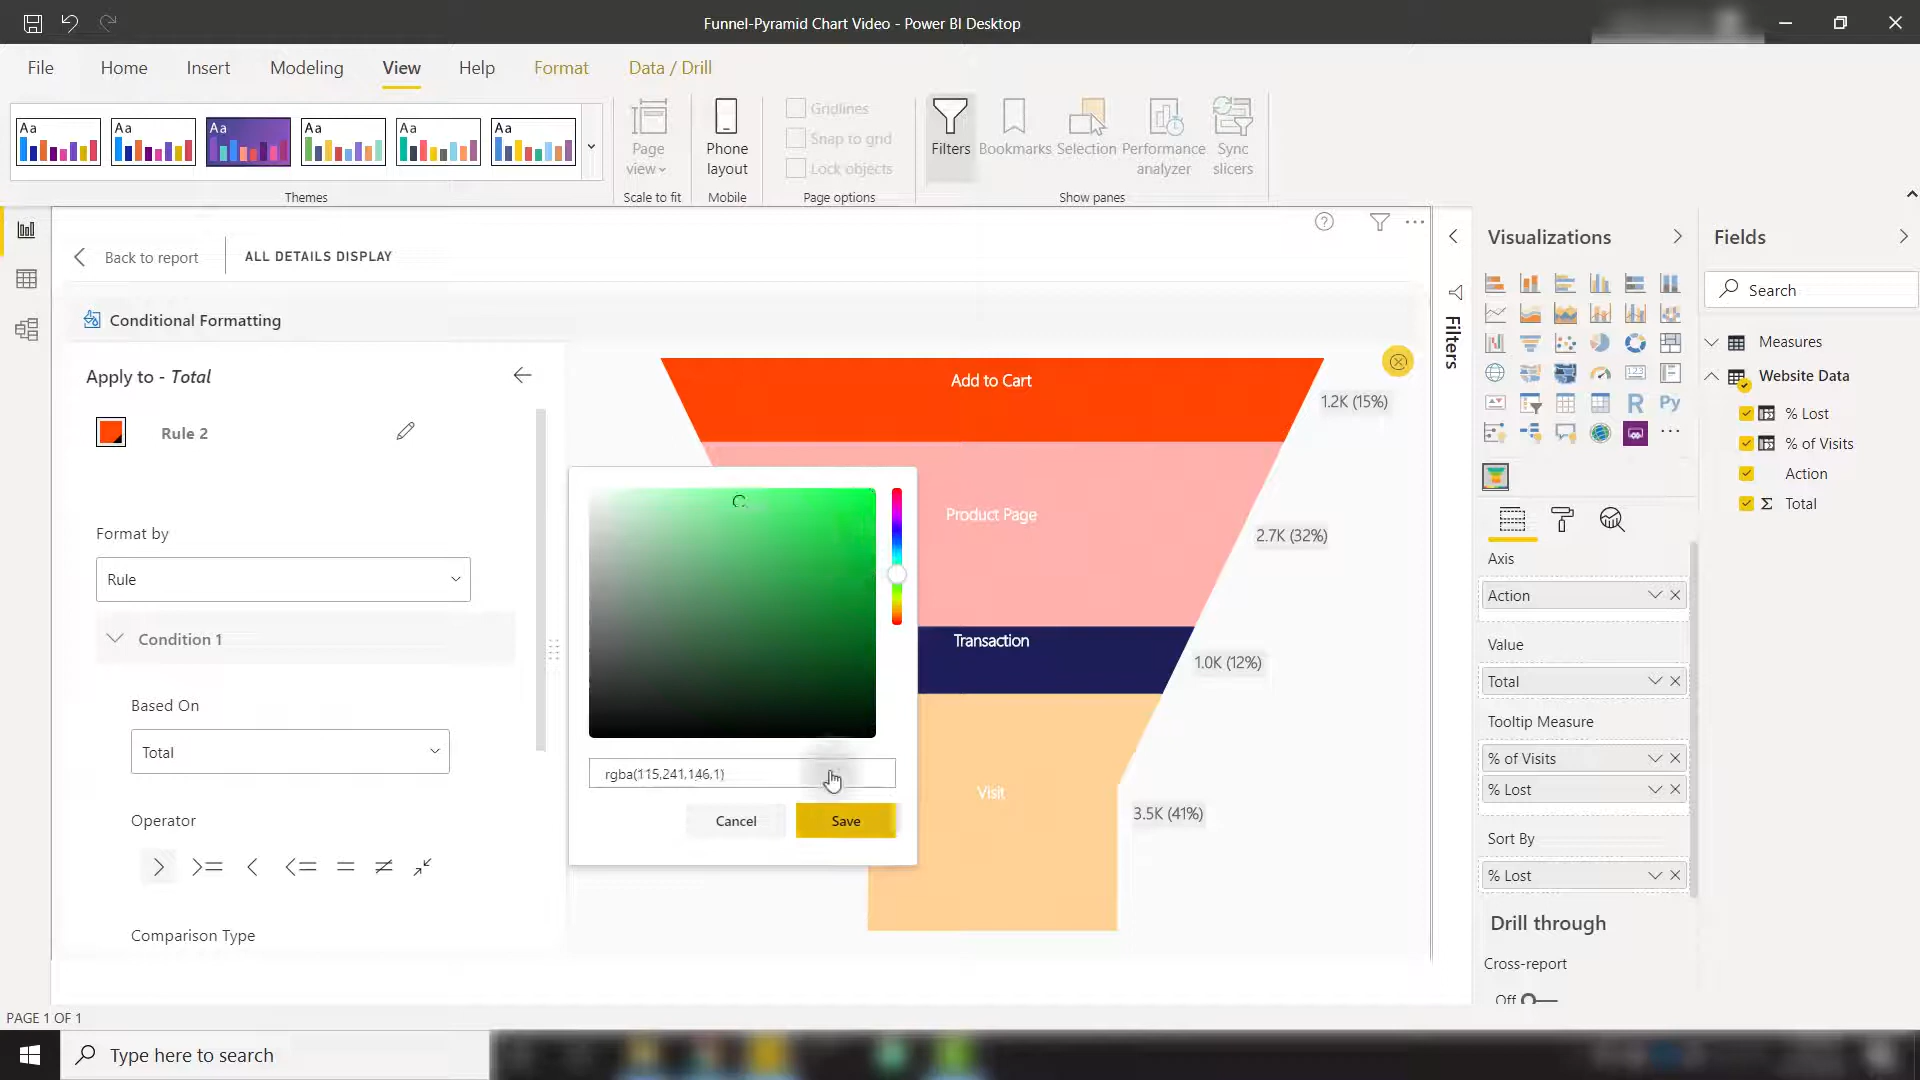 Funnel-Pyramid Chart Video - Power BI Desktop
File Home Insert Modeling View Help Format Data / Drill
Aa Aa Aa Aa Aa Aa
Themes
Page view
Scale to fit
Phone layout
Mobile
Gridlines
Snap to grid
Lock objects
Page options
Filters
Bookmarks
Selection
Performance analyzer
Sync slicers
Show panes
Back to report
ALL DETAILS DISPLAY
Conditional Formatting
Apply to - Total
Rule 2
Format by
Rule
Condition 1
Based On
Total
Operator
Comparison Type
rgba(115,241,146,1)
Cancel
Save
Add to Cart
1.2K (15%)
Product Page
2.7K (32%)
Transaction
1.0K (12%)
Visit
3.5K (41%)
Filters
Visualizations
R Py
123
Axis
Action
Value
Total
Tooltip Measure
% of Visits
% Lost
Sort By
% Lost
Drill through
Cross-report
Off
Fields
Search
Measures
Website Data
% Lost
% of Visits
Action
Σ Total
PAGE 1 OF 1
Type here to search